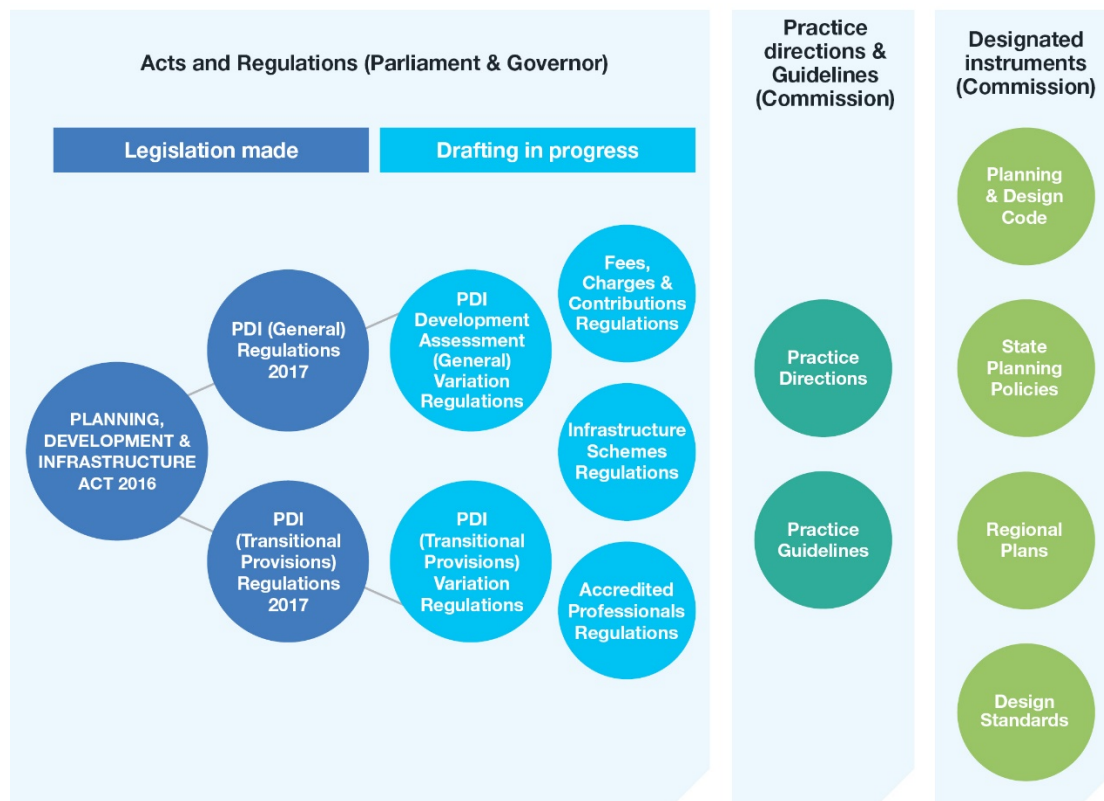 Acts and Regulations (Parliament & Governor)
Legislation made
Drafting in progress
PLANNING,
DEVELOPMENT &
INFRASTRUCTURE
ACT 2016
PDI (General)
Regulations
2017
PDI
(Transitional
Provisions)
Regulations
2017
PDI
Development
Assessment
(General)
Variation
Regulations
PDI
(Transitional
Provisions)
Variation
Regulations
Fees,
Charges &
Contributions
Regulations
Infrastructure
Schemes
Regulations
Accredited
Professionals
Regulations
Practice
directions &
Guidelines
(Commission)
Practice
Directions
Practice
Guidelines
Designated
instruments
(Commission)
Planning
& Design
Code
State
Planning
Policies
Regional
Plans
Design
Standards